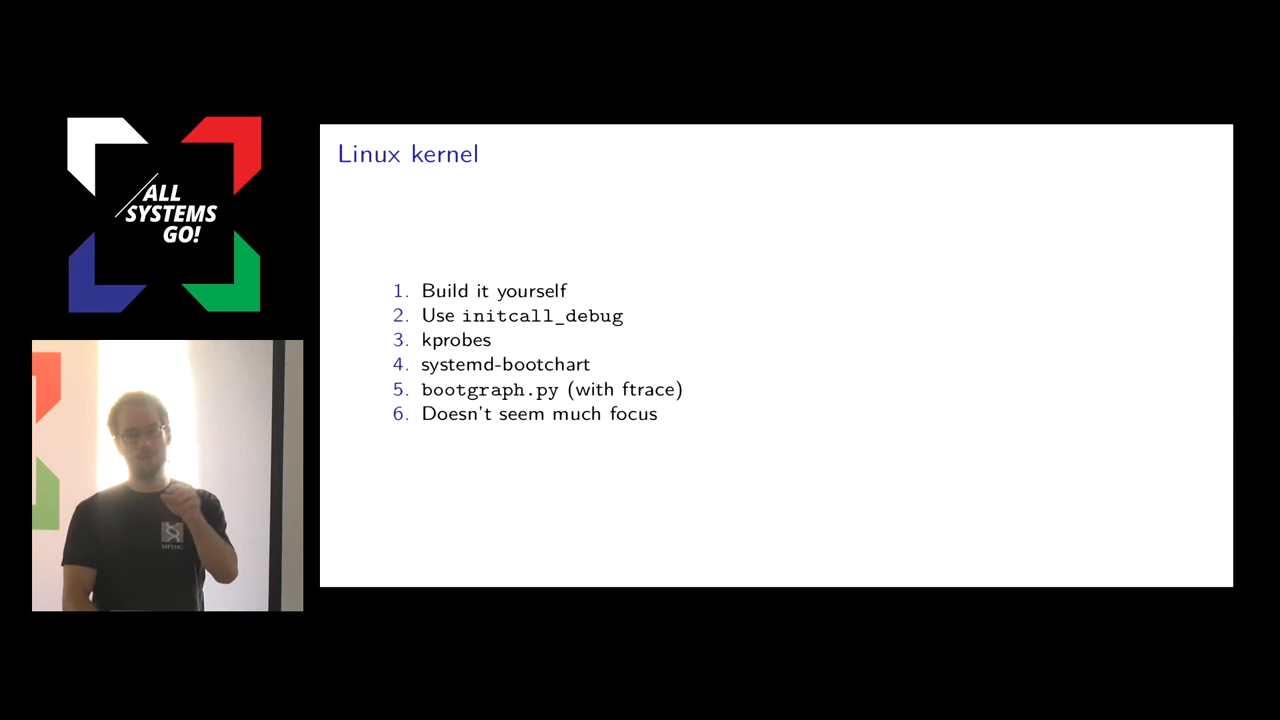 ALL
SYSTEMS
GO!
Linux kernel
1. Build it yourself
2. Use initcall_debug
3. kprobes
4. systemd-bootchart
5. bootgraph.py (with ftrace)
6. Doesn't seem much focus